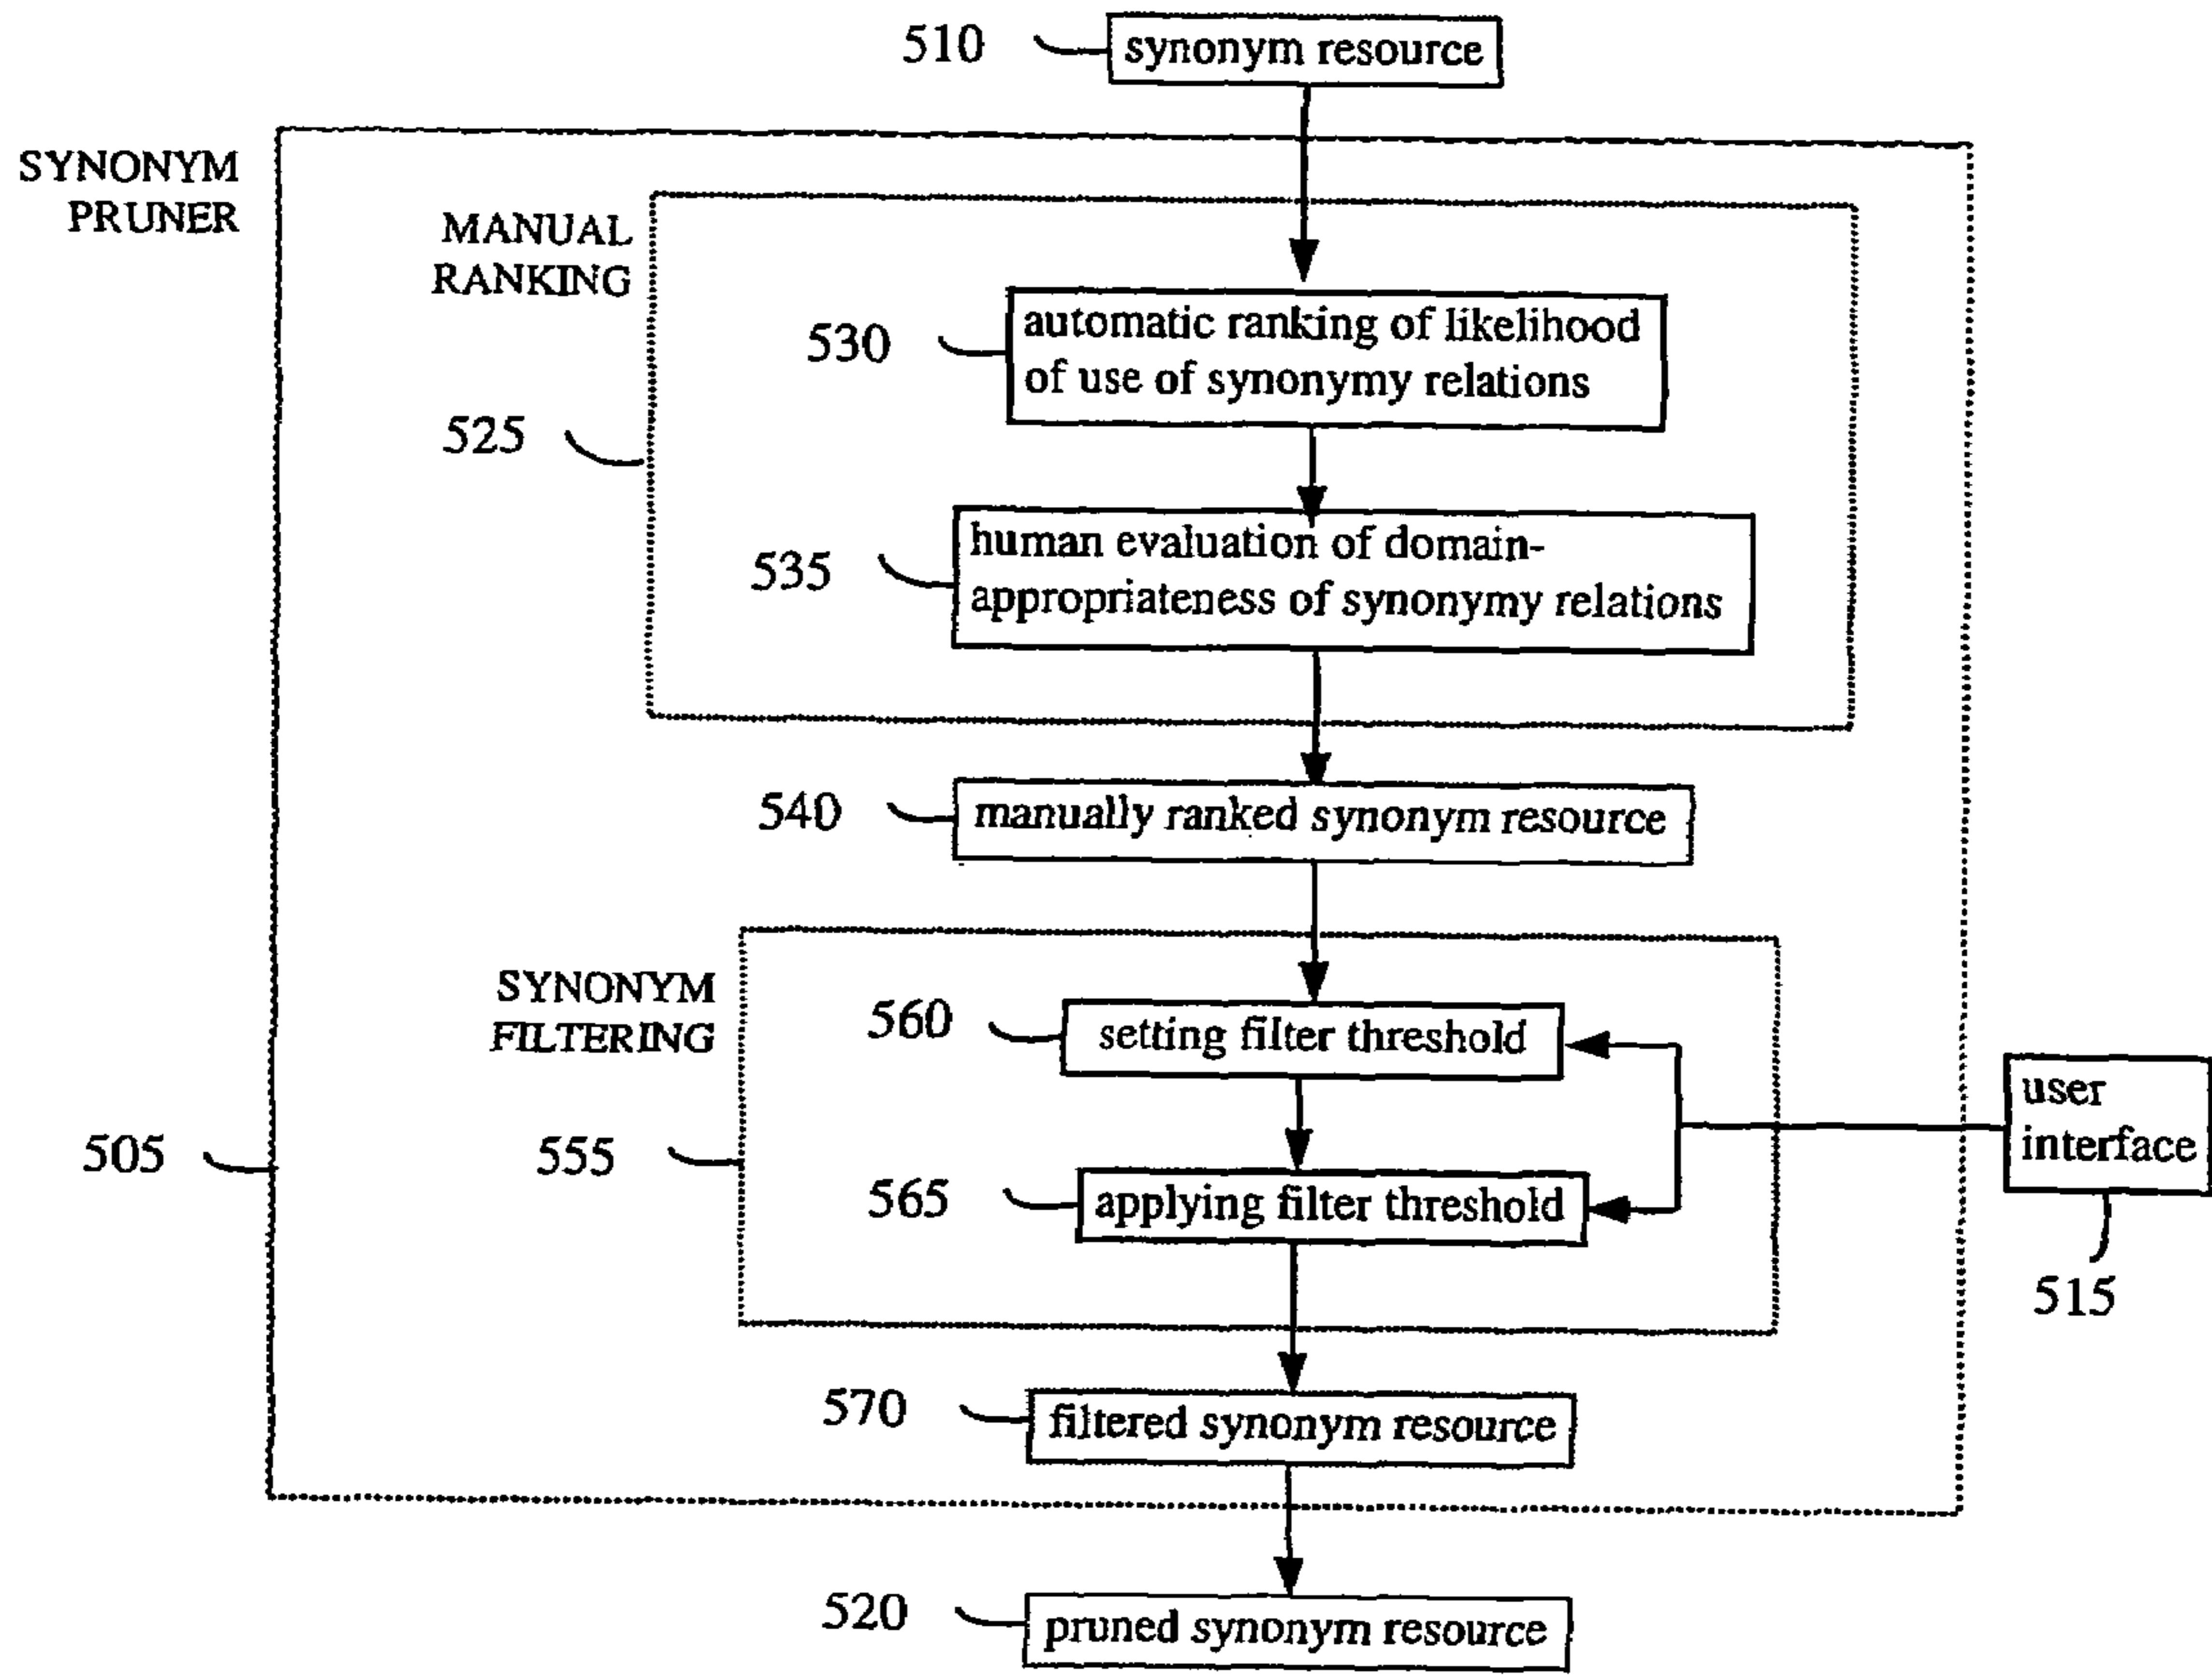 510
synonym resource
SYNONYM
PRUNER
MANUAL
RANKING
530
automatic ranking of likelihood
of use of synonymy relations
525
535
human evaluation of domain-
appropriateness of synonymy relations
540
manually ranked synonym resource
SYNONYM
FILTERING
560
setting filter threshold
user
interface
505
555
565
applying filter threshold
515
570
filtered synonym resource
520
pruned synonym resource